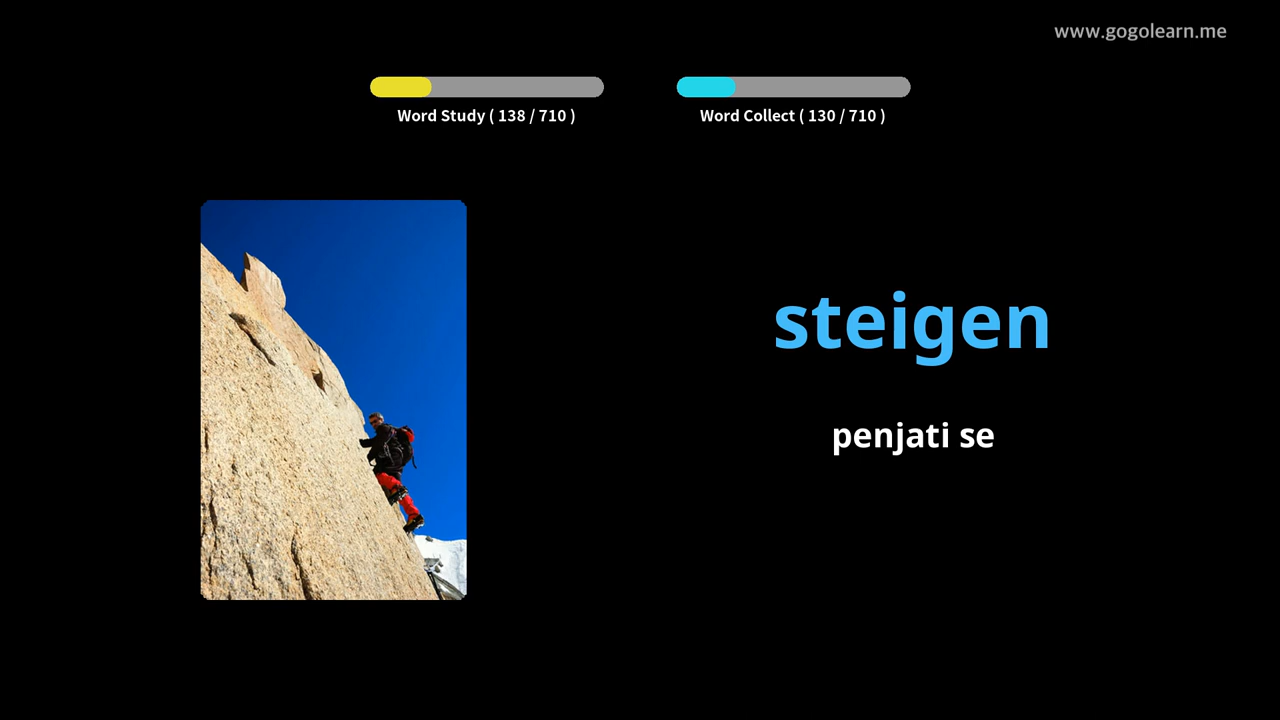 www.gogolearn.me
Word Study ( 138 / 710 )
Word Collect ( 130 / 710 )
steigen
penjati se